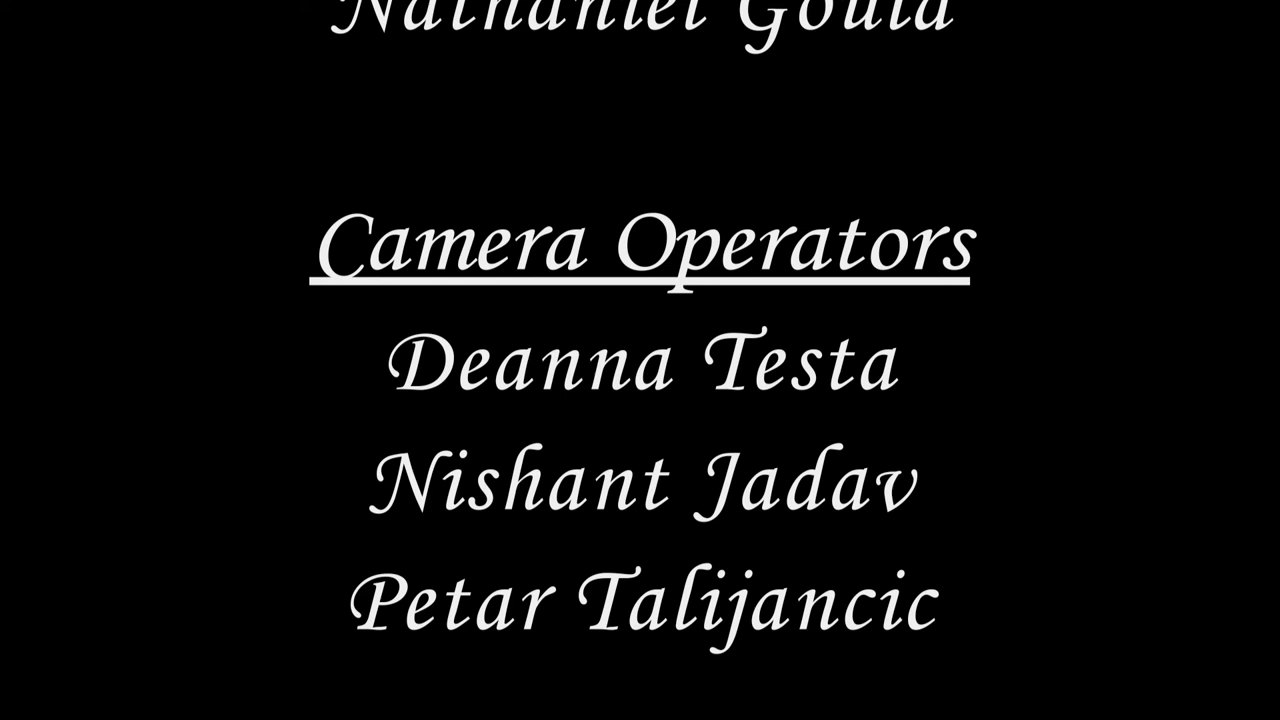 Nathaniel Gould
Camera Operators
Deanna Testa
Nishant Jadav
Petar Talijancic